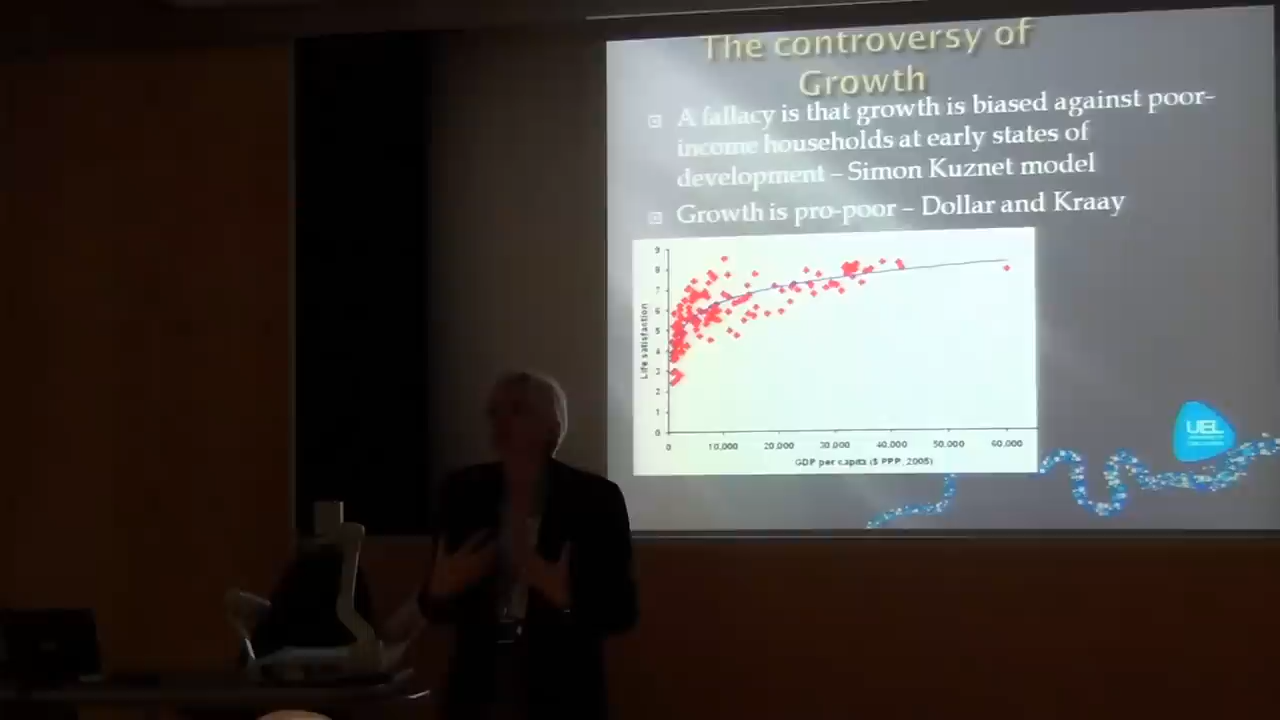 The controversy of
Growth
A fallacy is that growth is biased against poor-
income households at early states of
development – Simon Kuznet model
Growth is pro-poor – Dollar and Kraay
9
8
7
6
5
4
3
2
1
0
Life satisfaction
0 10,000 20,000 30,000 40,000 50,000 60,000
GDP per capita ($ PPP, 2005)
UEL